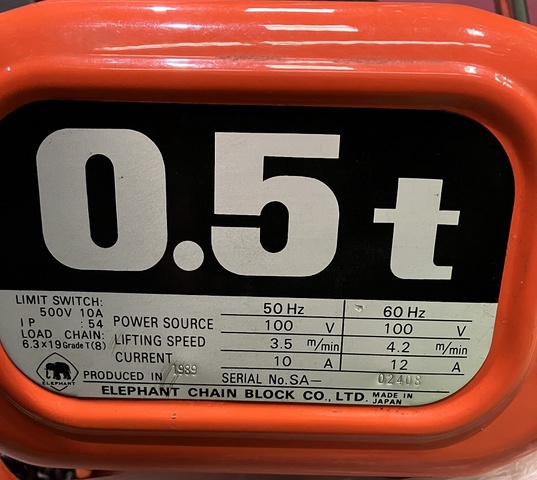 0.5t
LIMIT SWITCH:
500V 10A
IP : 54
LOAD CHAIN:
6.3×19 Grade T(8)
50 Hz 60 Hz
POWER SOURCE 100 V 100 V
LIFTING SPEED 3.5 m/min 4.2 m/min
CURRENT 10 A 12 A
ELEPHANT
PRODUCED IN 1989 SERIAL No. SA— 02408
ELEPHANT CHAIN BLOCK CO., LTD. MADE IN JAPAN